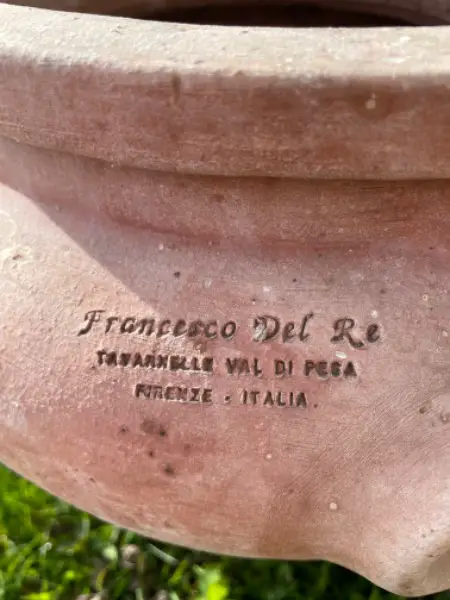 Francesco Del Re
TAVARNELLE VAL DI PESA
FIRENZE • ITALIA.